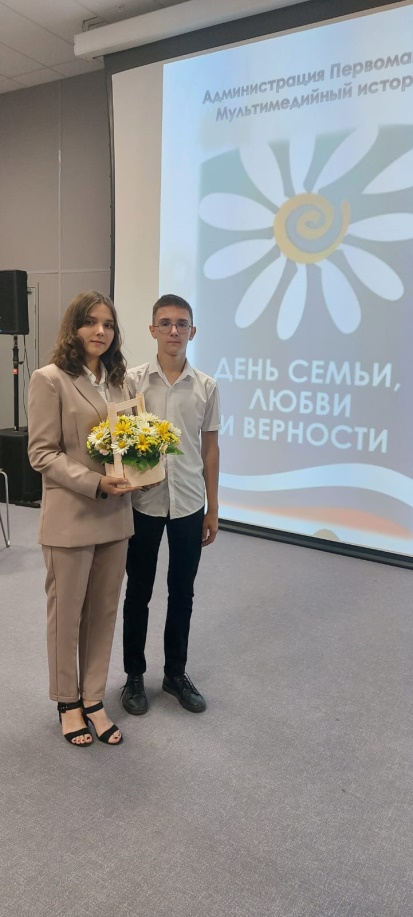 Администрация Первома
Мультимедийный истор
ДЕНЬ СЕМЬИ,
ЛЮБВИ
И ВЕРНОСТИ